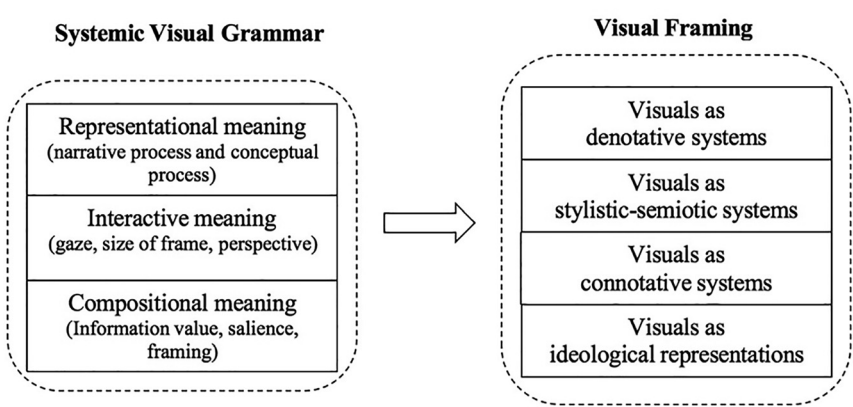 Systemic Visual Grammar
Representational meaning
(narrative process and conceptual
process)
Interactive meaning
(gaze, size of frame, perspective)
Compositional meaning
(Information value, salience,
framing)
Visual Framing
Visuals as
denotative systems
Visuals as
stylistic-semiotic systems
Visuals as
connotative systems
Visuals as
ideological representations